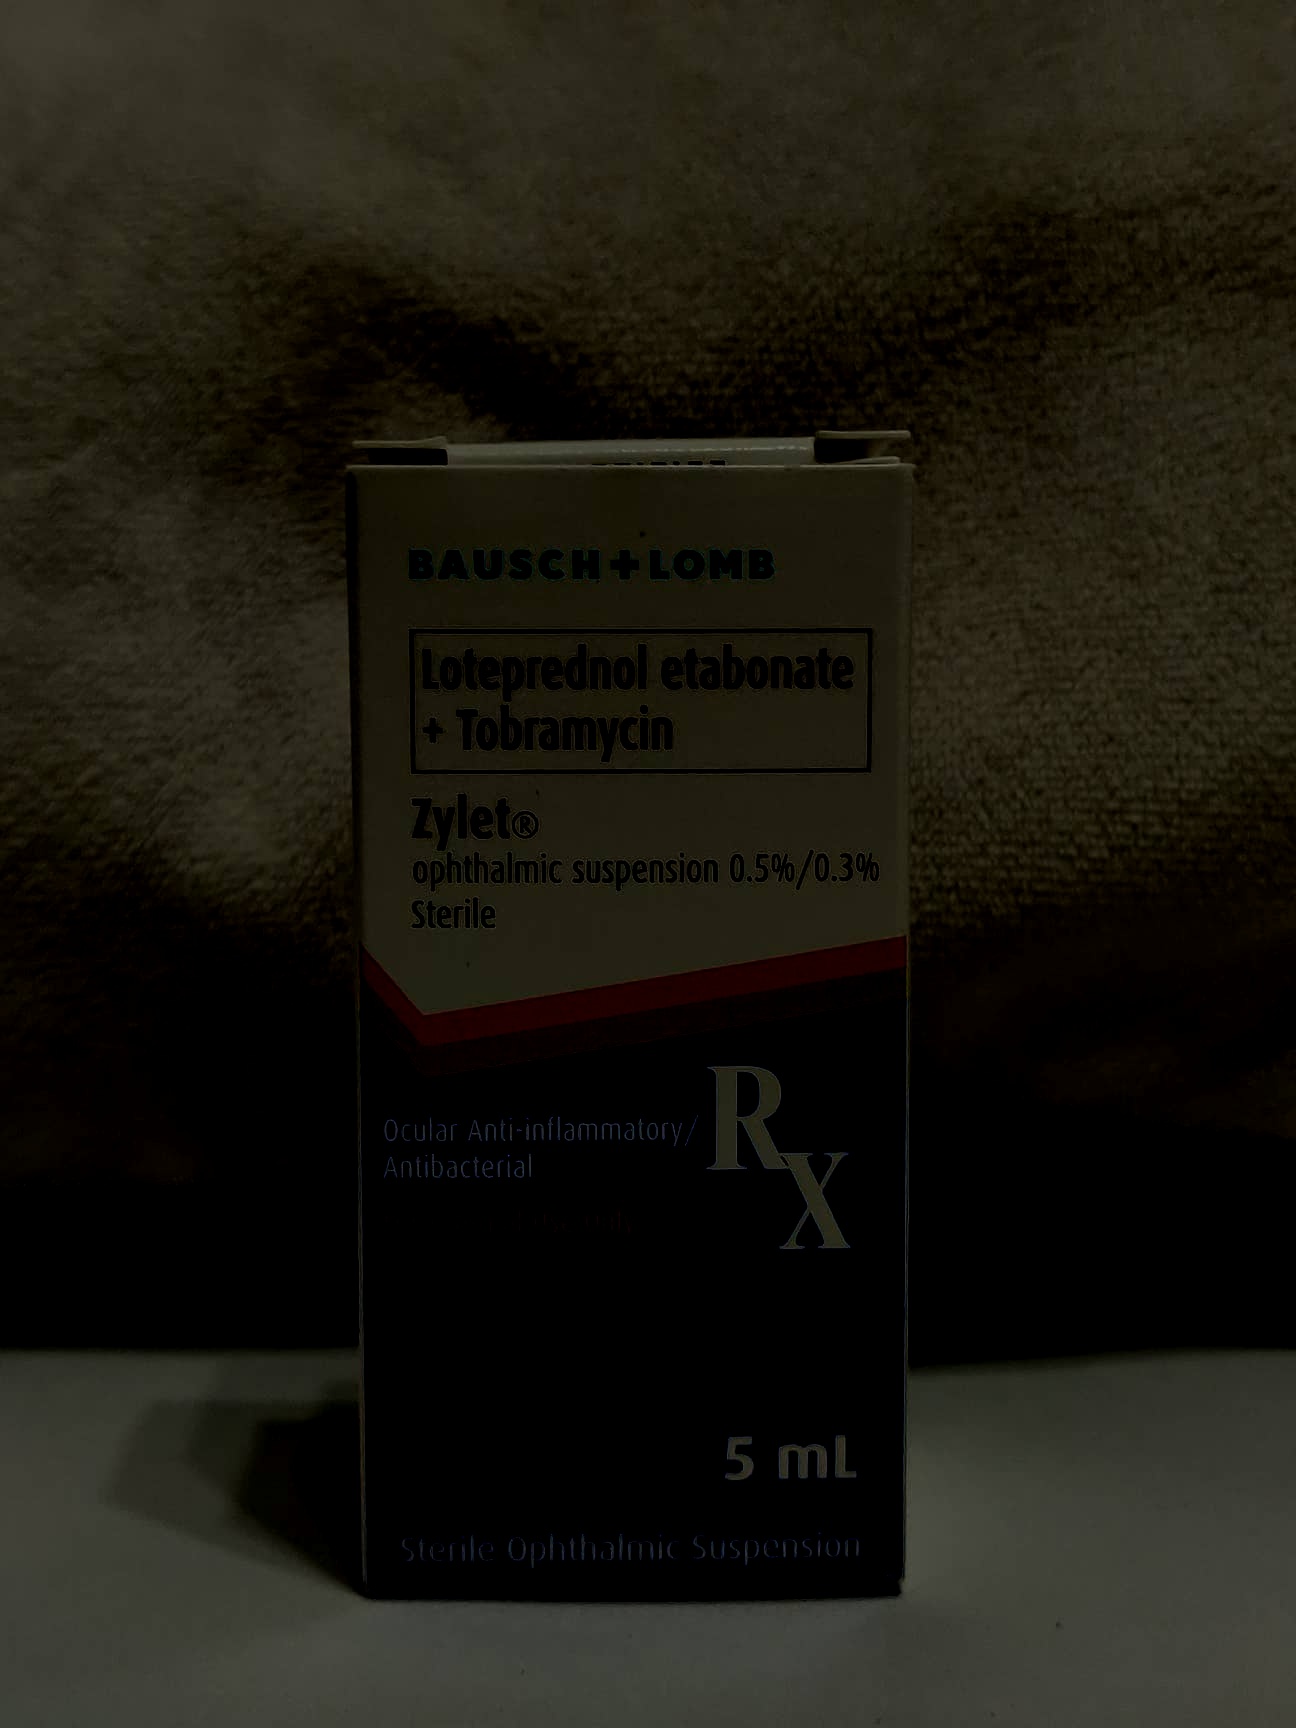 BAUSCH+LOMB
Loteprednol etabonate
+ Tobramycin
Zylet®
ophthalmic suspension 0.5%/0.3%
Sterile
Rx
Ocular Anti-inflammatory/
Antibacterial
5 mL
Sterile Ophthalmic Suspension